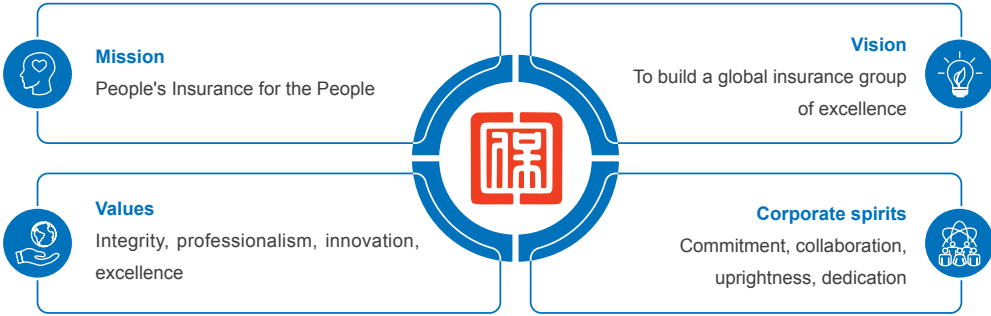 Mission
People's Insurance for the People
Vision
To build a global insurance group
of excellence
保
Values
Integrity, professionalism, innovation,
excellence
Corporate spirits
Commitment, collaboration,
uprightness, dedication